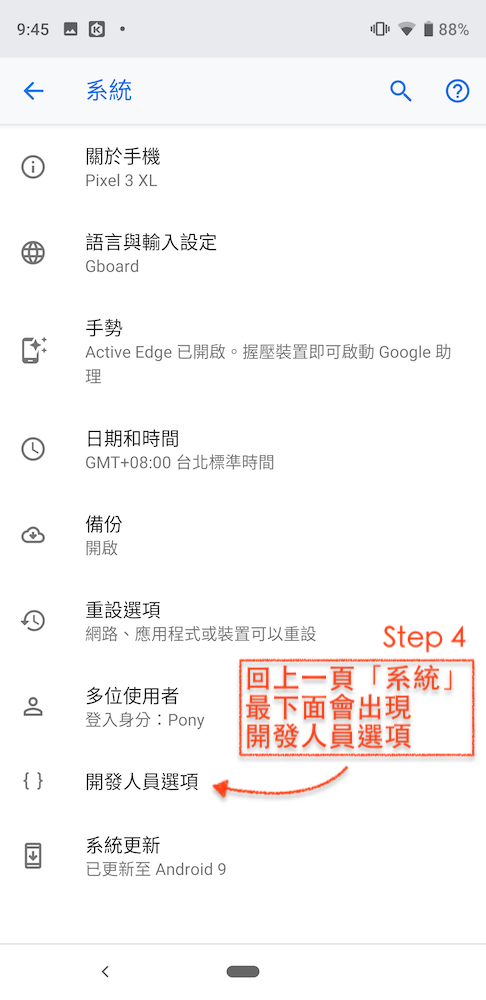 9:45
88%
系統
關於手機
Pixel 3 XL
語言與輸入設定
Gboard
手勢
Active Edge 已開啟。握壓裝置即可啟動 Google 助
理
日期和時間
GMT+08:00 台北標準時間
備份
開啟
重設選項
網路、應用程式或裝置可以重設
Step 4
回上一頁「系統」
最下面會出現
開發人員選項
多位使用者
登入身分：Pony
{ } 開發人員選項
系統更新
已更新至 Android 9